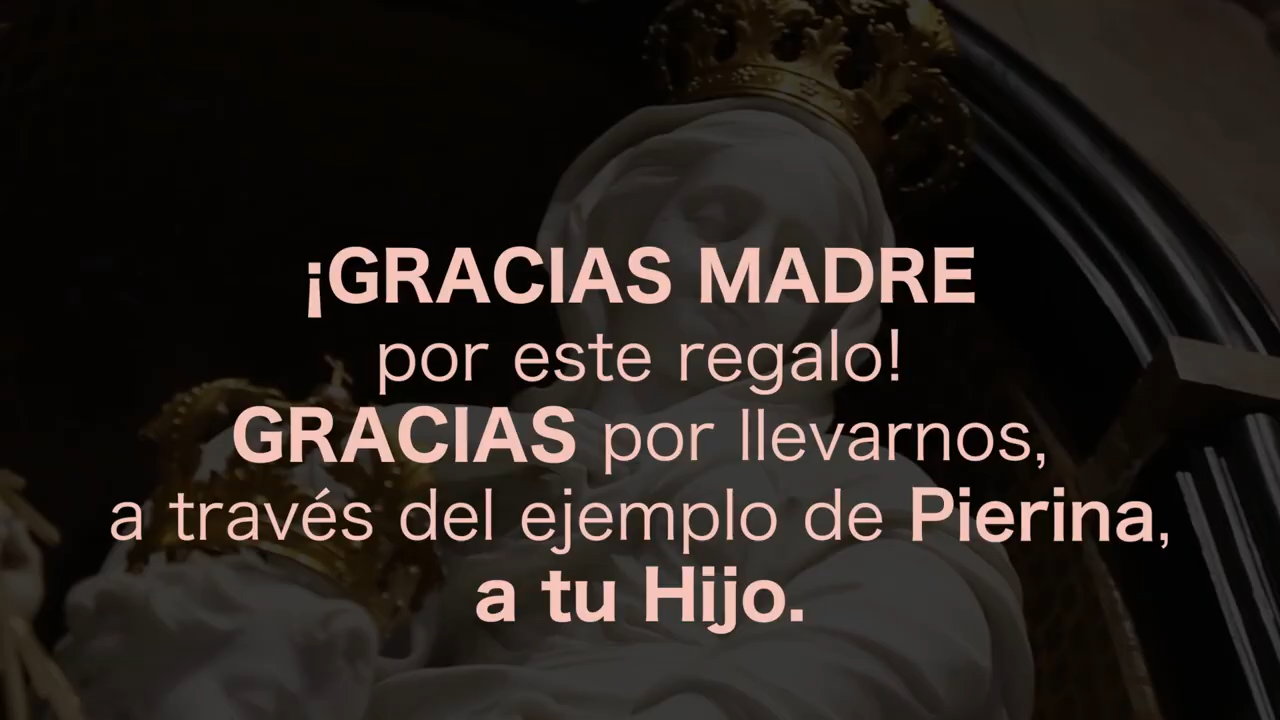 ¡GRACIAS MADRE
por este regalo!
GRACIAS por llevarnos,
a través del ejemplo de Pierina,
a tu Hijo.